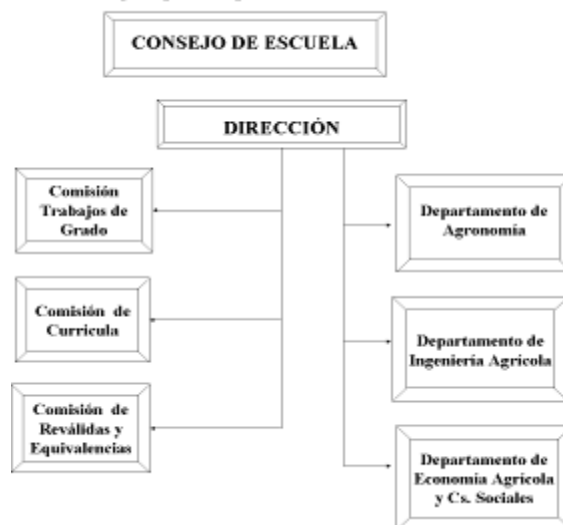 CONSEJO DE ESCUELA
DIRECCIÓN
Comisión
Trabajos de
Grado
Comisión de
Curricula
Comisión de
Reválidas y
Equivalencias
Departamento de
Agronomía
Departamento de
Ingeniería Agrícola
Departamento de
Economía Agrícola
y Cs. Sociales